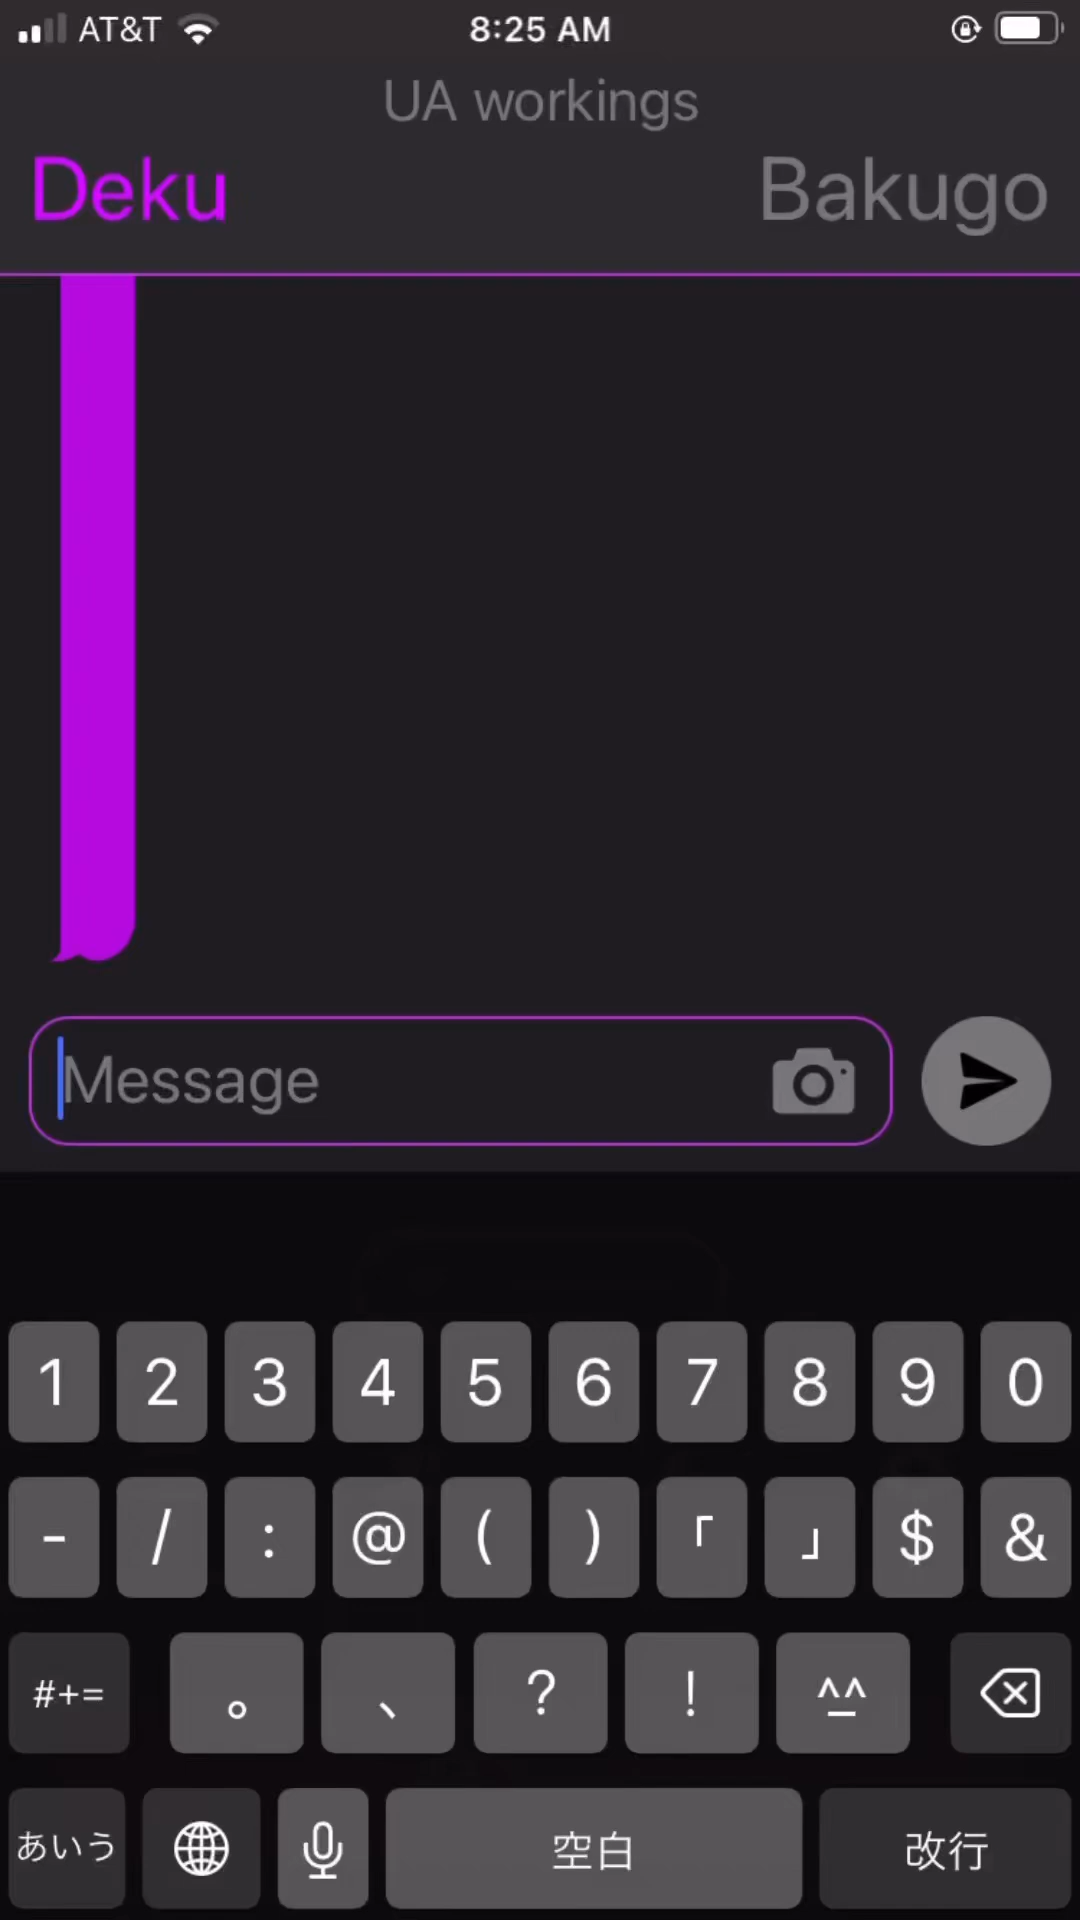 AT&T 8:25 AM
UA workings
Deku Bakugo
Message
1 2 3 4 5 6 7 8 9 0
- / : @ ( ) 「 」 $ &
#+= 。 、 ? ! ^_^
あいう 空白 改行